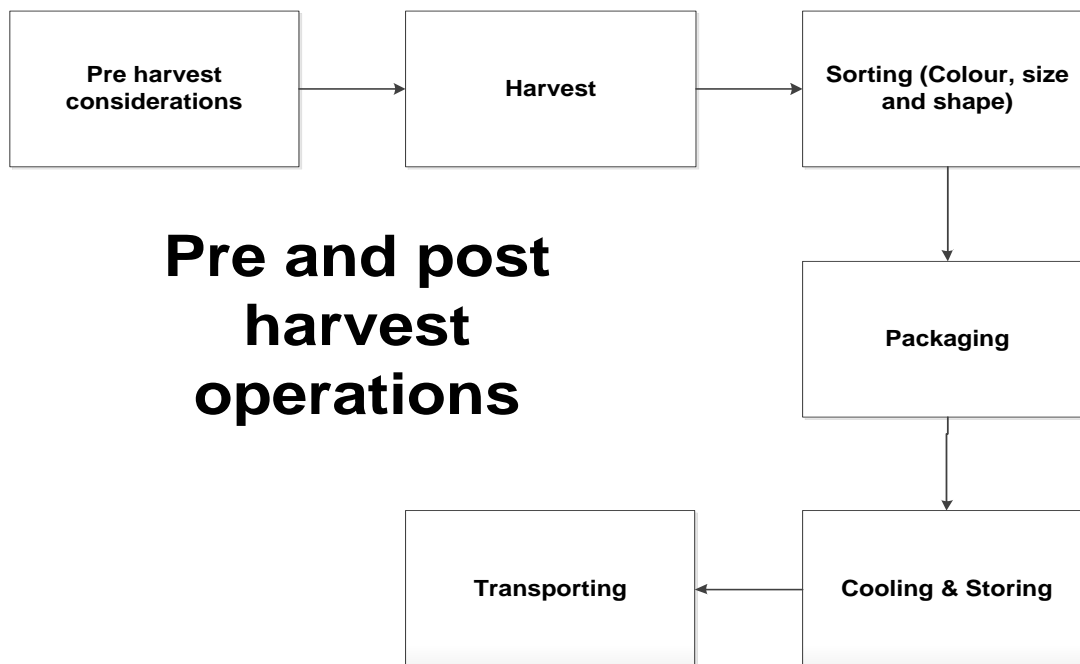 Pre harvest
considerations
Harvest
Sorting (Colour, size
and shape)
Pre and post
harvest
operations
Packaging
Transporting
Cooling & Storing